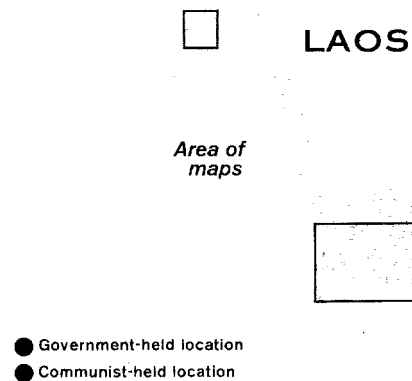 LAOS
Area of
maps
Government-held location
Communist-held location